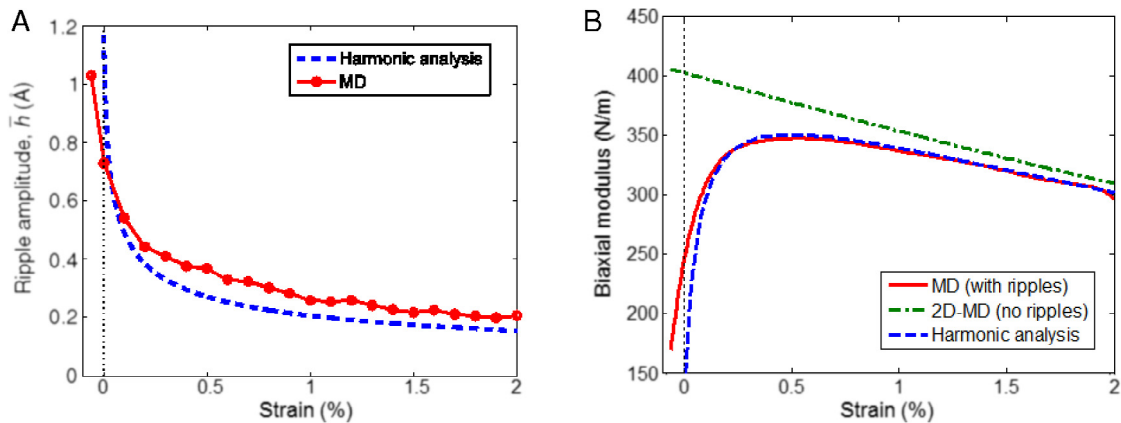 A
Ripple amplitude, h̅ (Å)
1.2
1
0.8
0.6
0.4
0.2
0
Harmonic analysis
MD
0 0.5 1 1.5 2
Strain (%)
B
Biaxial modulus (N/m)
450
400
350
300
250
200
150
MD (with ripples)
2D-MD (no ripples)
Harmonic analysis
0 0.5 1 1.5 2
Strain (%)